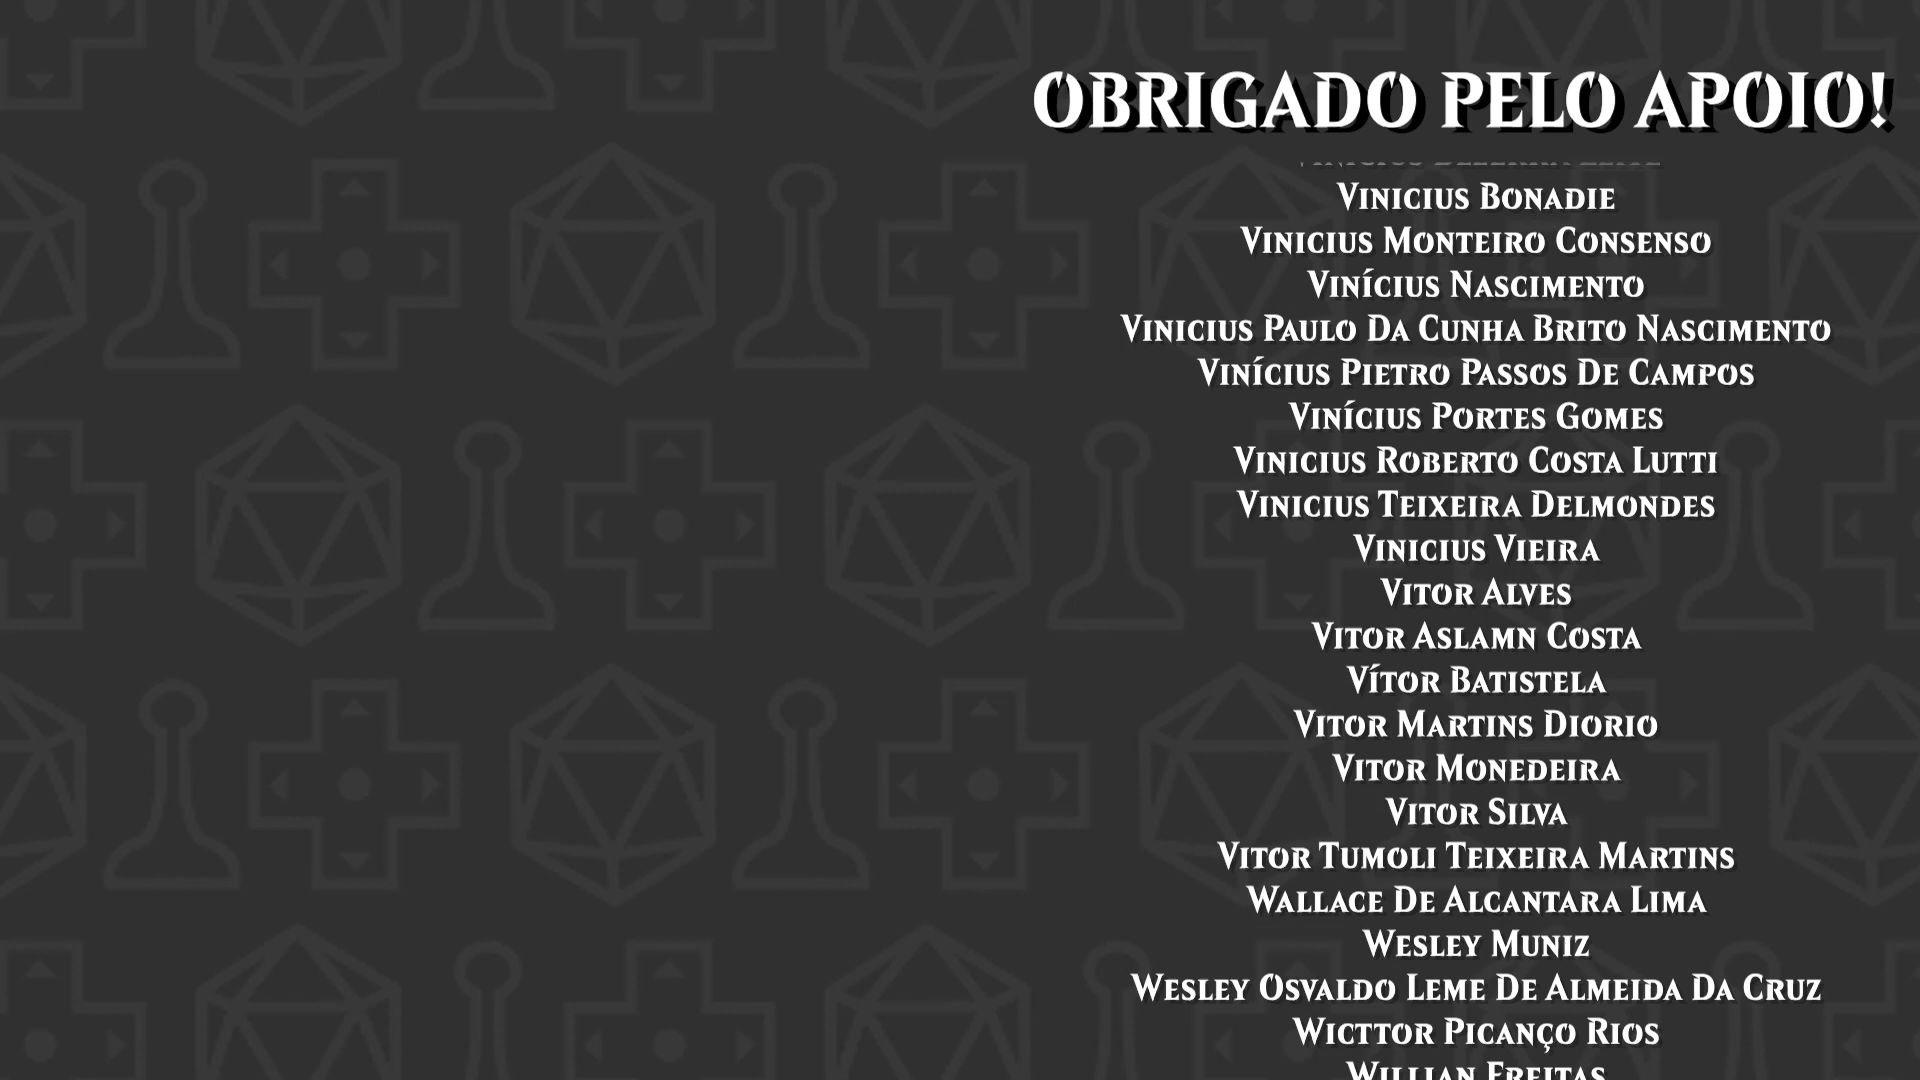 OBRIGADO PELO APOIO!
Vinicius Bonadie
Vinicius Monteiro Consenso
Vinícius Nascimento
Vinicius Paulo Da Cunha Brito Nascimento
Vinícius Pietro Passos De Campos
Vinícius Portes Gomes
Vinicius Roberto Costa Lutti
Vinicius Teixeira Delmondes
Vinicius Vieira
Vitor Alves
Vitor Aslamn Costa
Vítor Batistela
Vitor Martins Diorio
Vitor Monedeira
Vitor Silva
Vitor Tumoli Teixeira Martins
Wallace De Alcantara Lima
Wesley Muniz
Wesley Osvaldo Leme De Almeida Da Cruz
Wicttor Picanço Rios
Willian Freitas